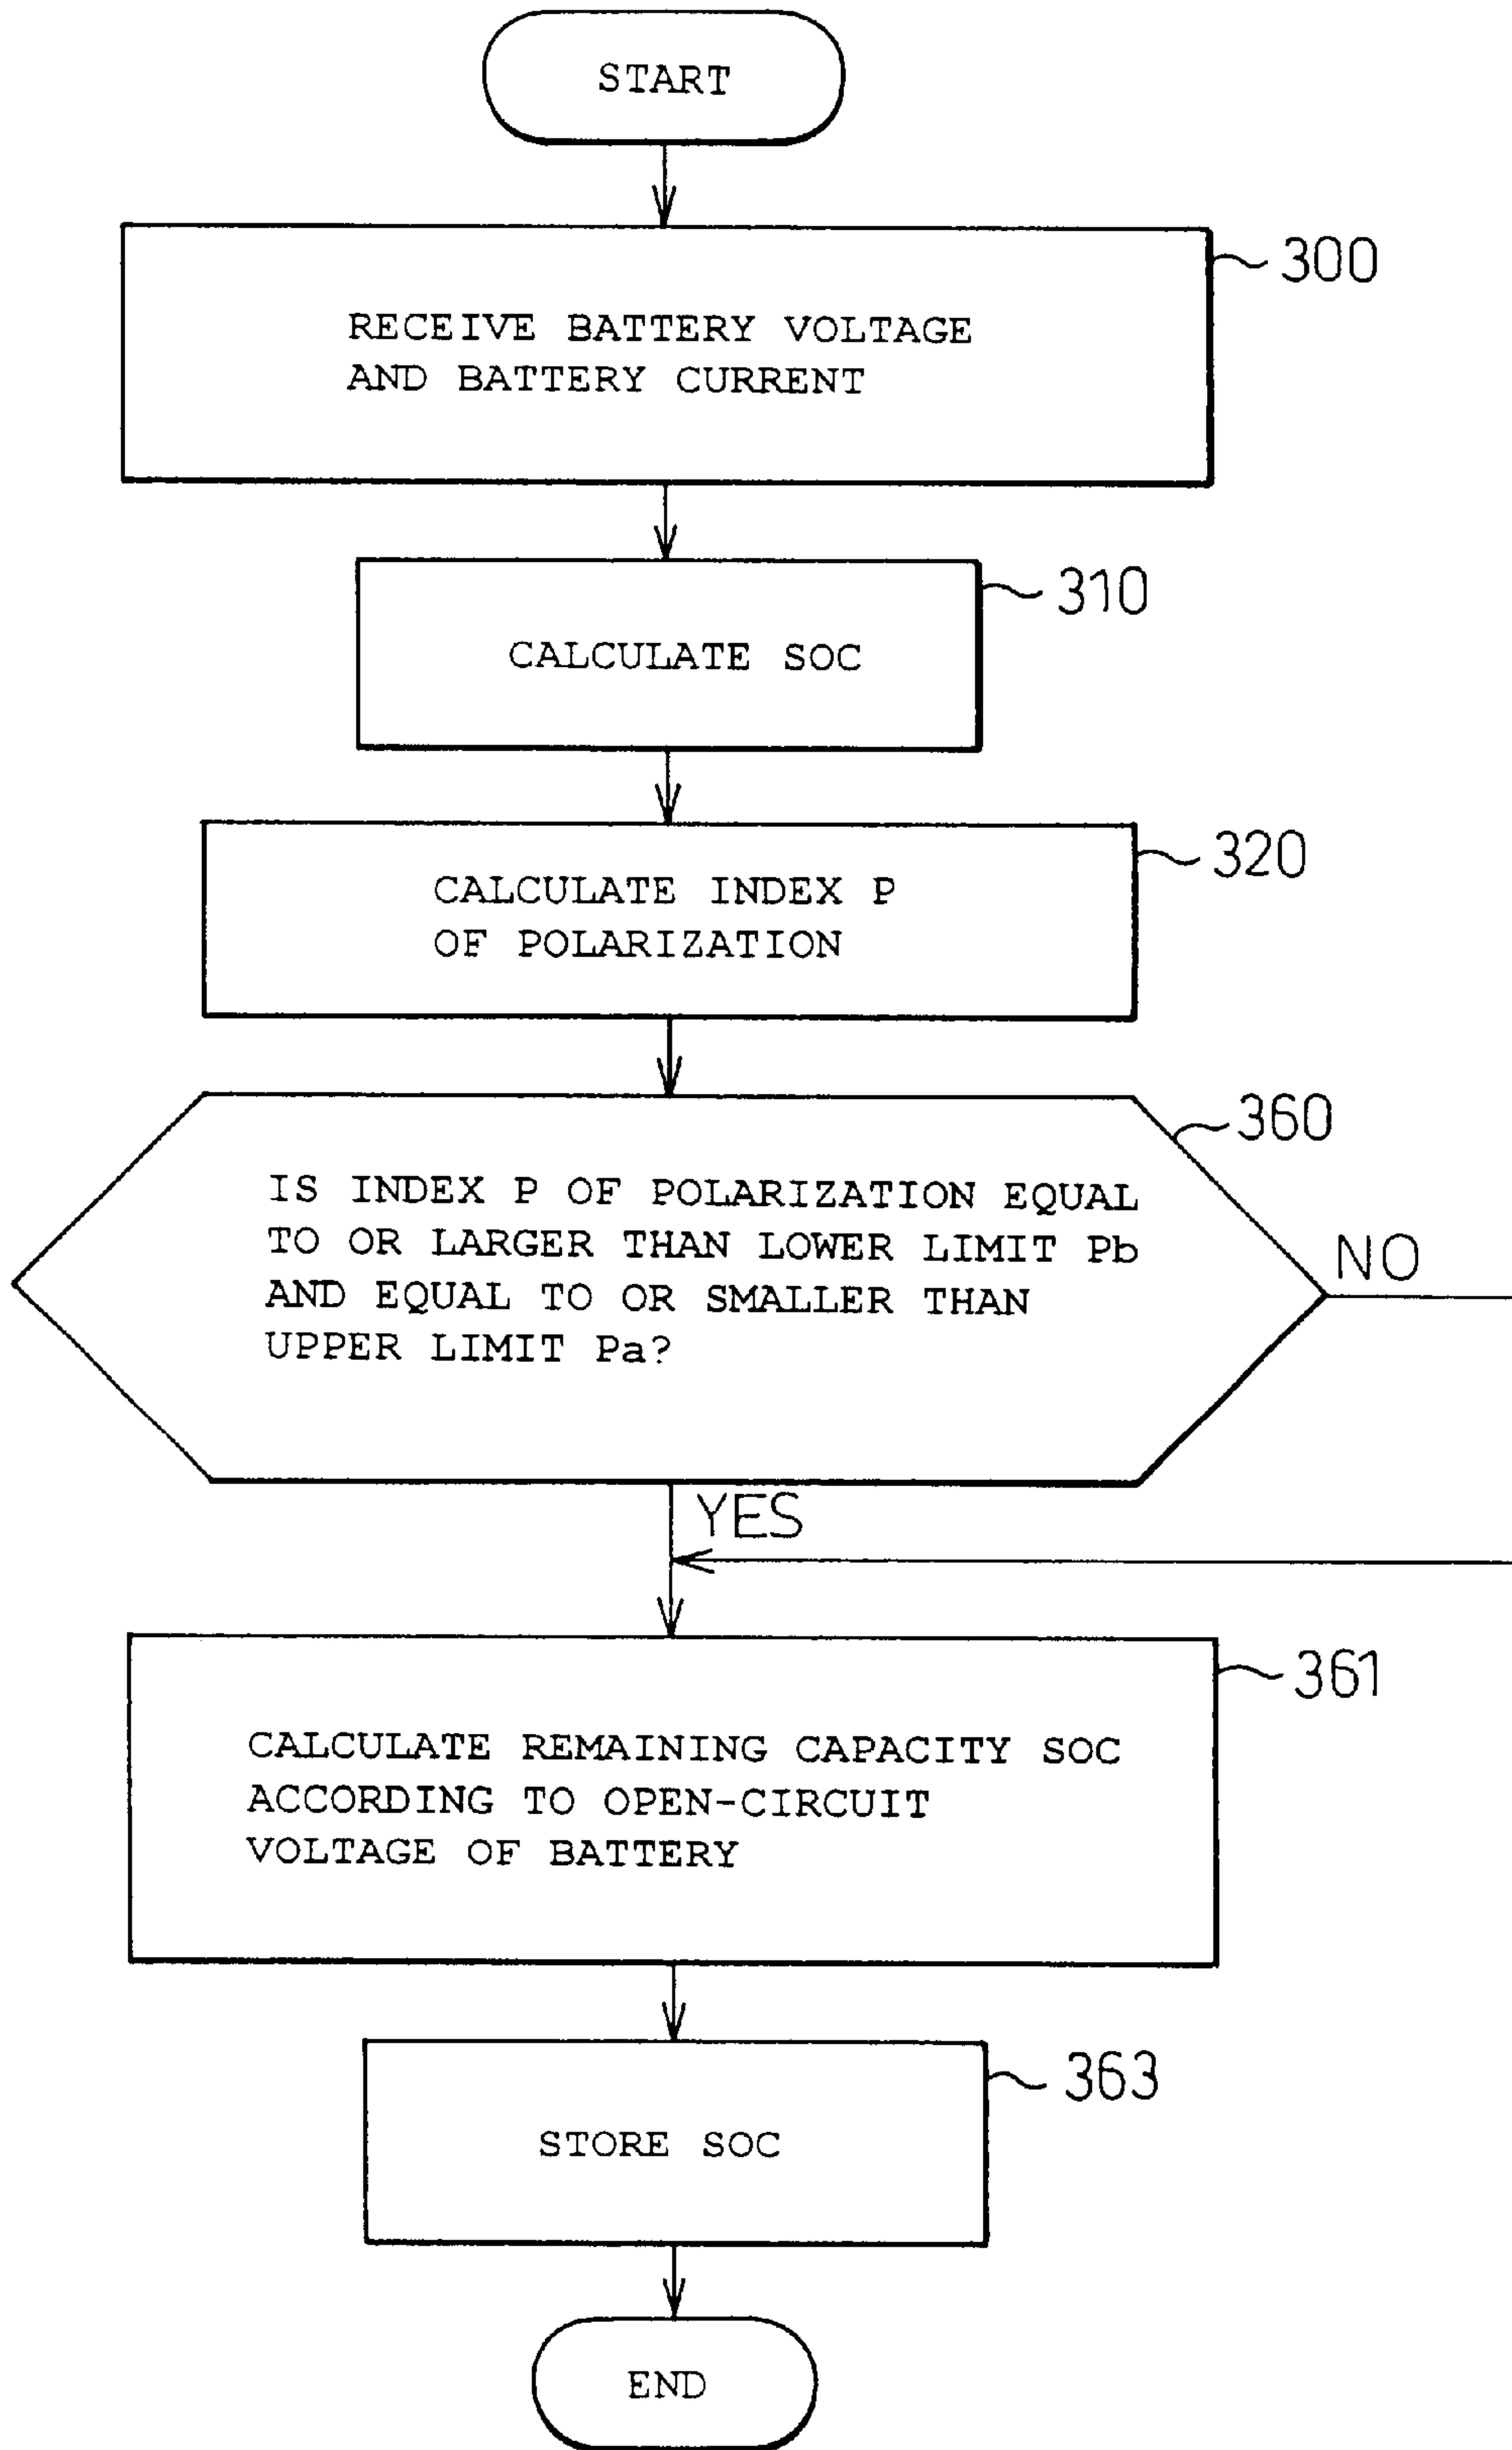 START
300
RECEIVE BATTERY VOLTAGE
AND BATTERY CURRENT
310
CALCULATE SOC
320
CALCULATE INDEX P
OF POLARIZATION
360
IS INDEX P OF POLARIZATION EQUAL
TO OR LARGER THAN LOWER LIMIT Pb
AND EQUAL TO OR SMALLER THAN
UPPER LIMIT Pa?
NO
YES
361
CALCULATE REMAINING CAPACITY SOC
ACCORDING TO OPEN-CIRCUIT
VOLTAGE OF BATTERY
363
STORE SOC
END